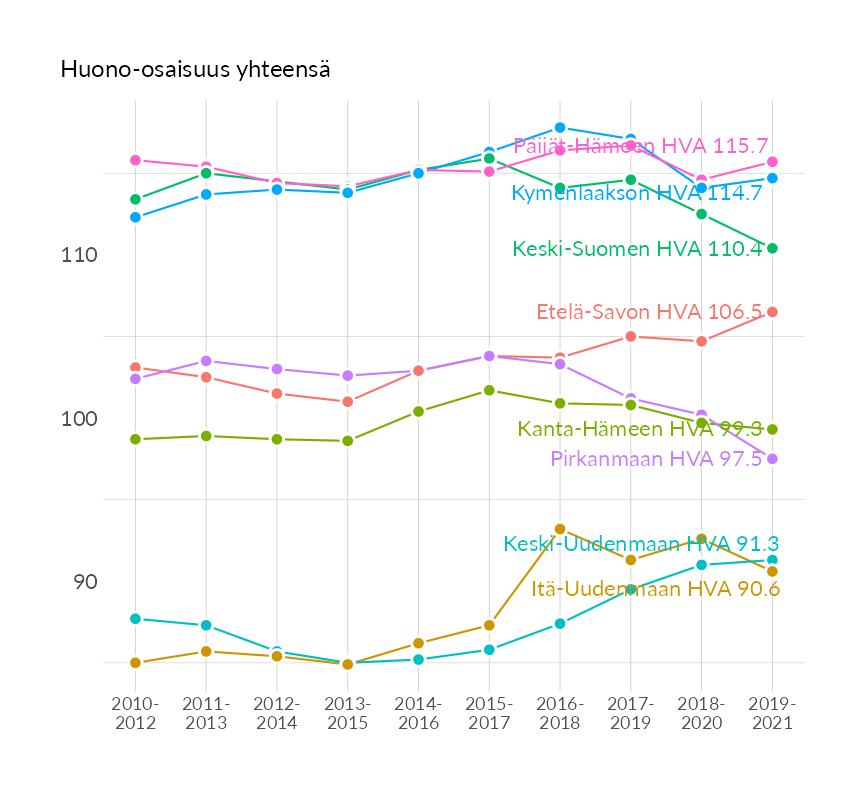 Huono-osaisuus yhteensä
Päijät-Hämeen HVA 115.7
Kymenlaakson HVA 114.7
Keski-Suomen HVA 110.4
110
Etelä-Savon HVA 106.5
100
Kanta-Hämeen HVA 99.3
Pirkanmaan HVA 97.5
Keski-Uudenmaan HVA 91.3
90
Itä-Uudenmaan HVA 90.6
2010- 2011- 2012- 2013- 2014- 2015- 2016- 2017- 2018- 2019-
2012 2013 2014 2015 2016 2017 2018 2019 2020 2021